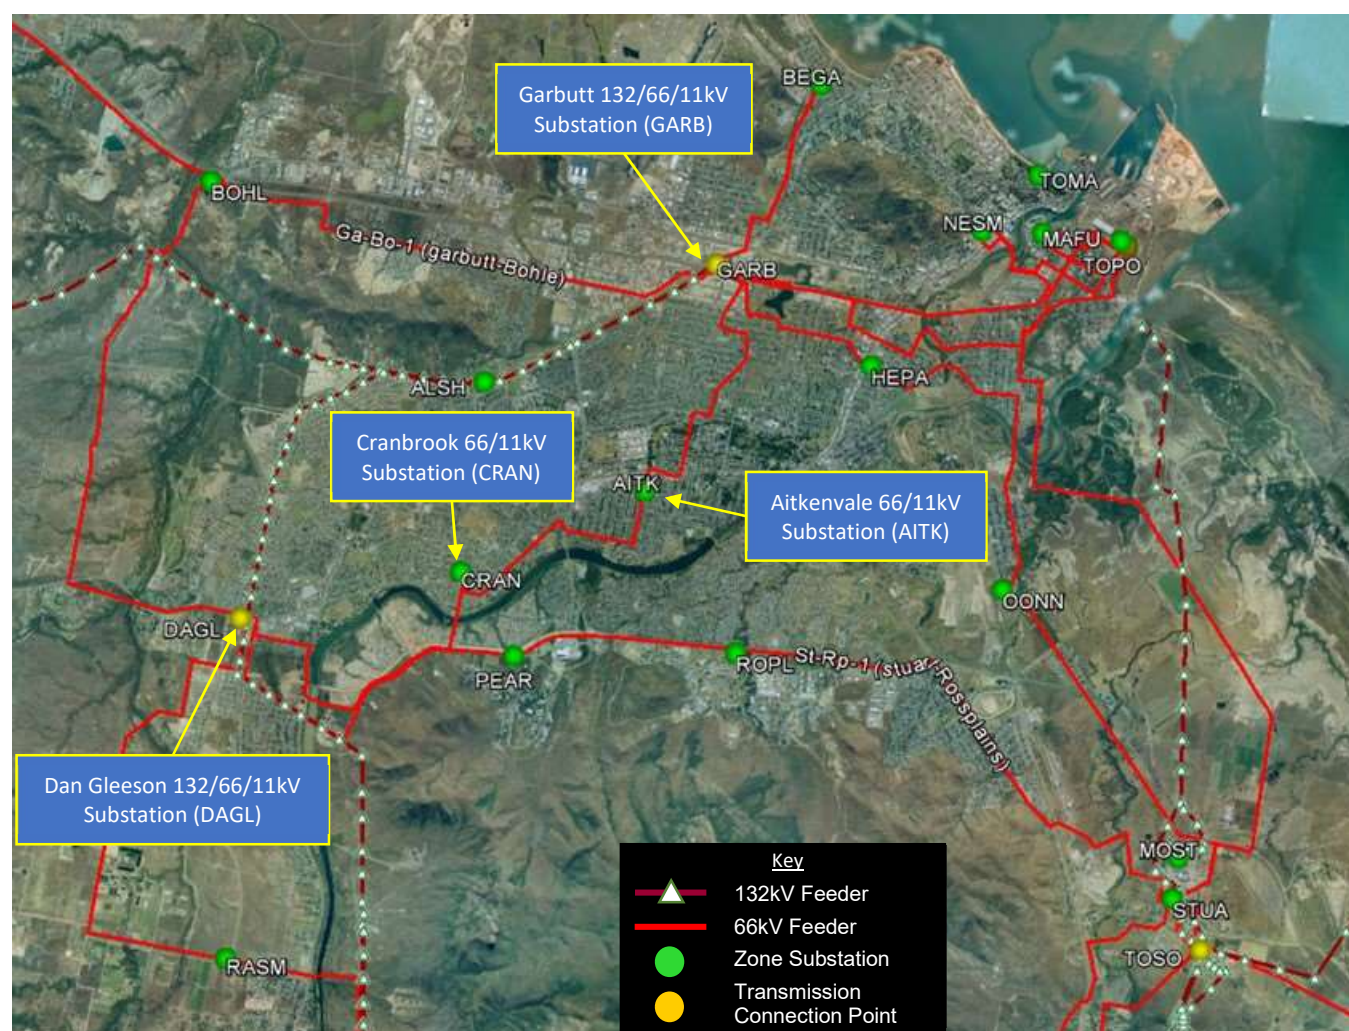 BEGA
Garbutt 132/66/11kV
Substation (GARB)
TOMA
BOHL
NESM
MAFU
Ga-Bo-1 (garbutt-Bohle)
GARB
TOPO
ALSH
HEPA
Cranbrook 66/11kV
Substation (CRAN)
AITK
Aitkenvale 66/11kV
Substation (AITK)
CRAN
OONN
DAGL
PEAR
ROPL
St-Rp-1 (stuart-Rossplains)
Dan Gleeson 132/66/11kV
Substation (DAGL)
MOST
STUA
TOSO
RASM
Key
132kV Feeder
66kV Feeder
Zone Substation
Transmission
Connection Point